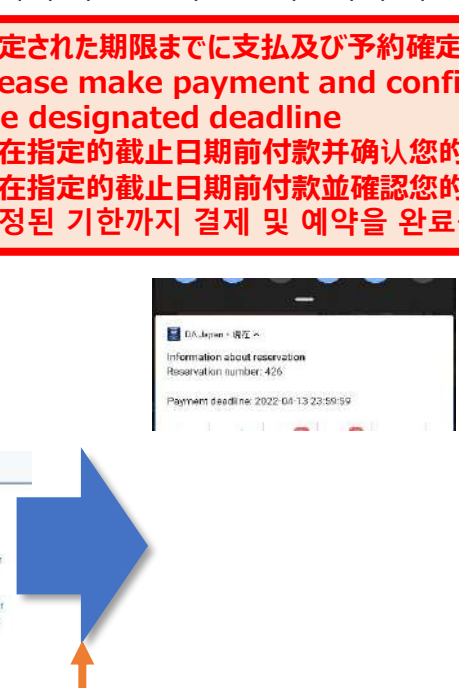 定された期限までに支払及び予約確定
ease make payment and confi
e designated deadline
在指定的截止日期前付款并确认您的
在指定的截止日期前付款並確認您的
정된 기한까지 결제 및 예약을 완료
DA Japan・現在
Information about reservation
Reservation number: 426
Payment deadline: 2022-04-13 23:59:59